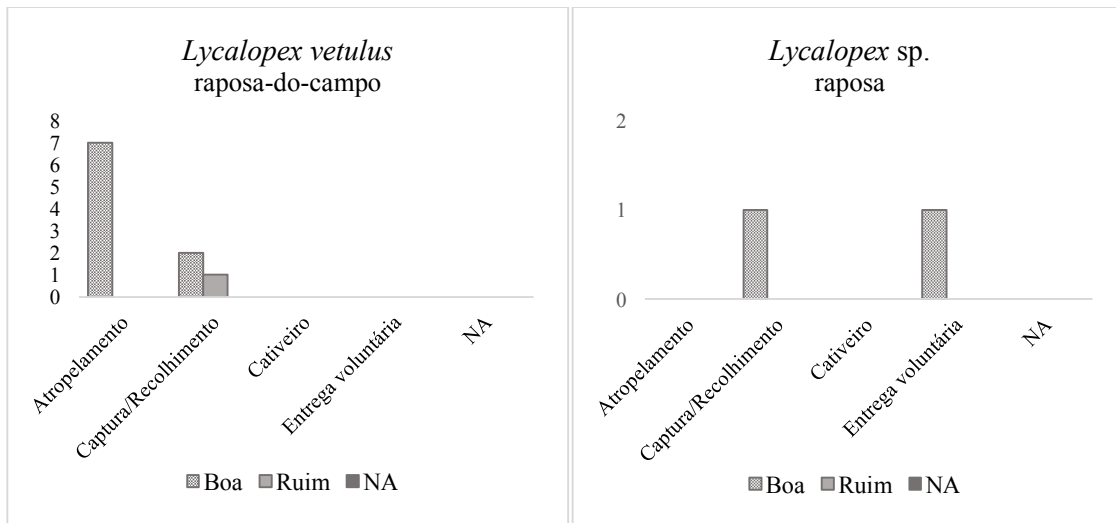 Lycalopex vetulus
raposa-do-campo
8
7
6
5
4
3
2
1
0
Atropelamento
Captura/Recolhimento
Cativeiro
Entrega voluntária
NA
Boa Ruim NA
Lycalopex sp.
raposa
2
1
0
Atropelamento
Captura/Recolhimento
Cativeiro
Entrega voluntária
NA
Boa Ruim NA